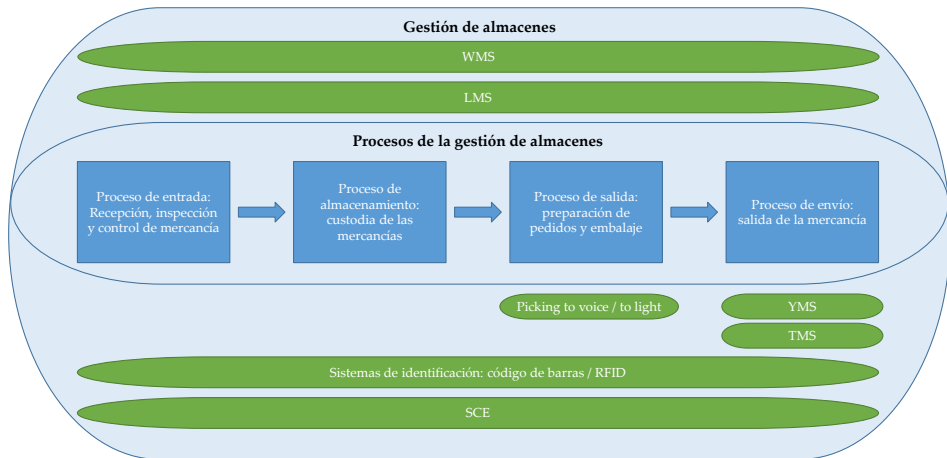 Gestión de almacenes
WMS
LMS
Procesos de la gestión de almacenes
Proceso de entrada:
Recepción, inspección
y control de mercancía
Proceso de
almacenamiento:
custodia de las
mercancías
Proceso de salida:
preparación de
pedidos y embalaje
Proceso de envío:
salida de la mercancía
Picking to voice / to light
YMS
TMS
Sistemas de identificación: código de barras / RFID
SCE